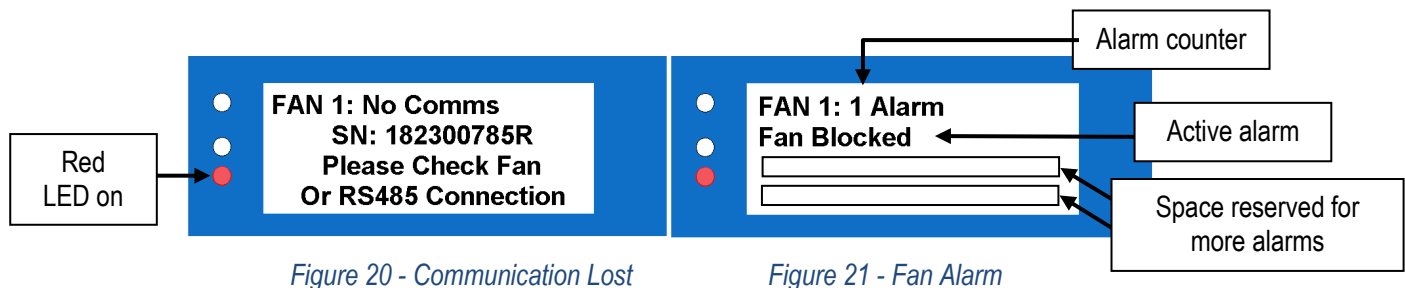 Alarm counter
FAN 1: No Comms
SN: 182300785R
Please Check Fan
Or RS485 Connection
FAN 1: 1 Alarm
Fan Blocked
Active alarm
Red
LED on
Space reserved for
more alarms
Figure 20 - Communication Lost
Figure 21 - Fan Alarm